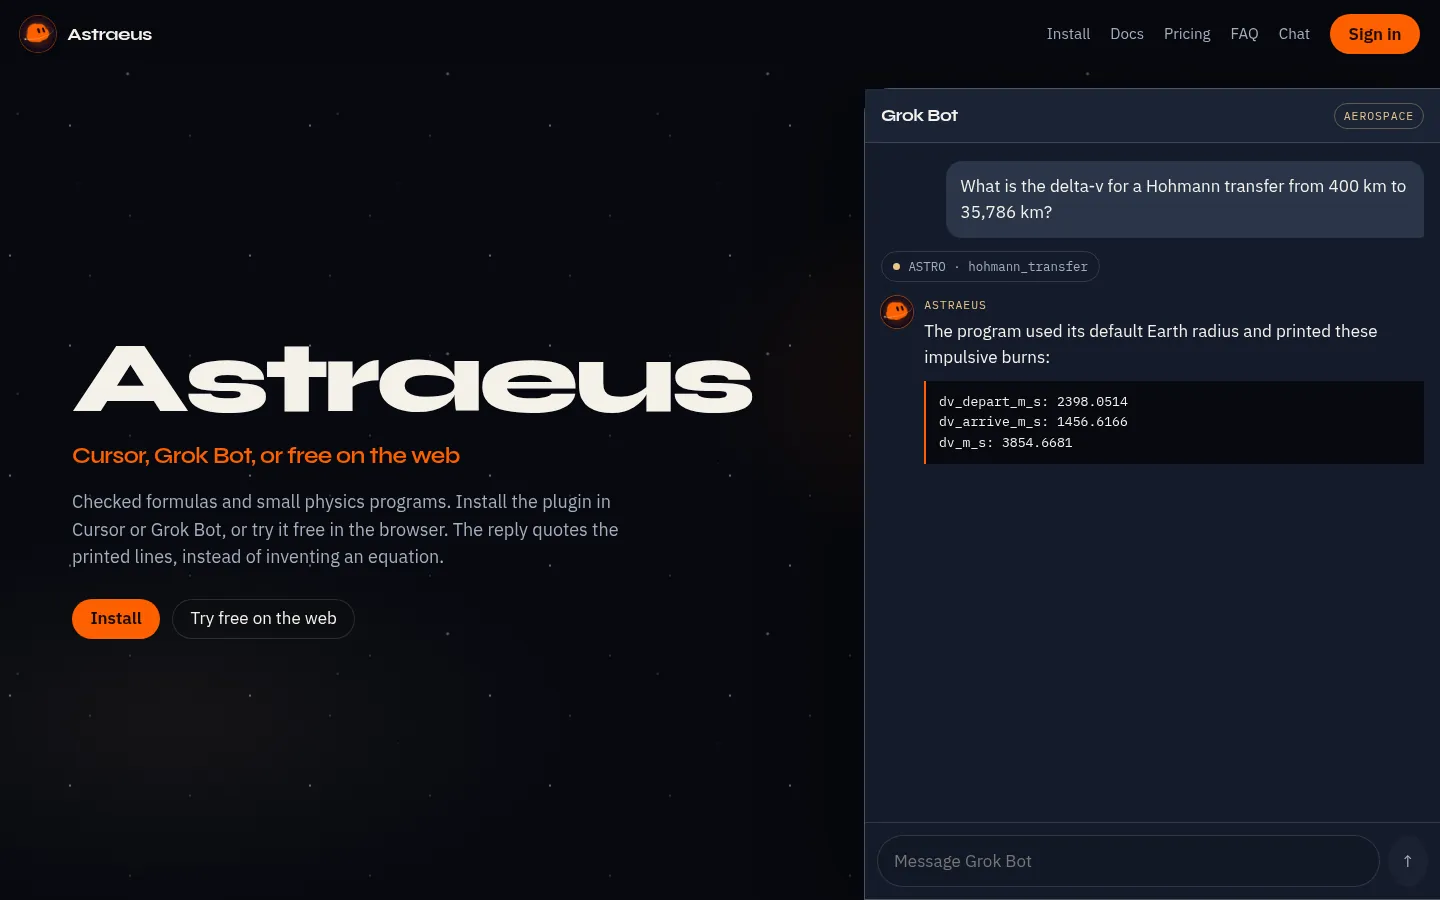 Astraeus
Install
Docs
Pricing
FAQ
Chat
Sign in
Astraeus
Cursor, Grok Bot, or free on the web
Checked formulas and small physics programs. Install the plugin in
Cursor or Grok Bot, or try it free in the browser. The reply quotes the
printed lines, instead of inventing an equation.
Install
Try free on the web
Grok Bot
AEROSPACE
What is the delta-v for a Hohmann transfer from 400 km to
35,786 km?
ASTRO · hohmann_transfer
ASTRAEUS
The program used its default Earth radius and printed these
impulsive burns:
dv_depart_m_s: 2398.0514
dv_arrive_m_s: 1456.6166
dv_m_s: 3854.6681
Message Grok Bot
↑